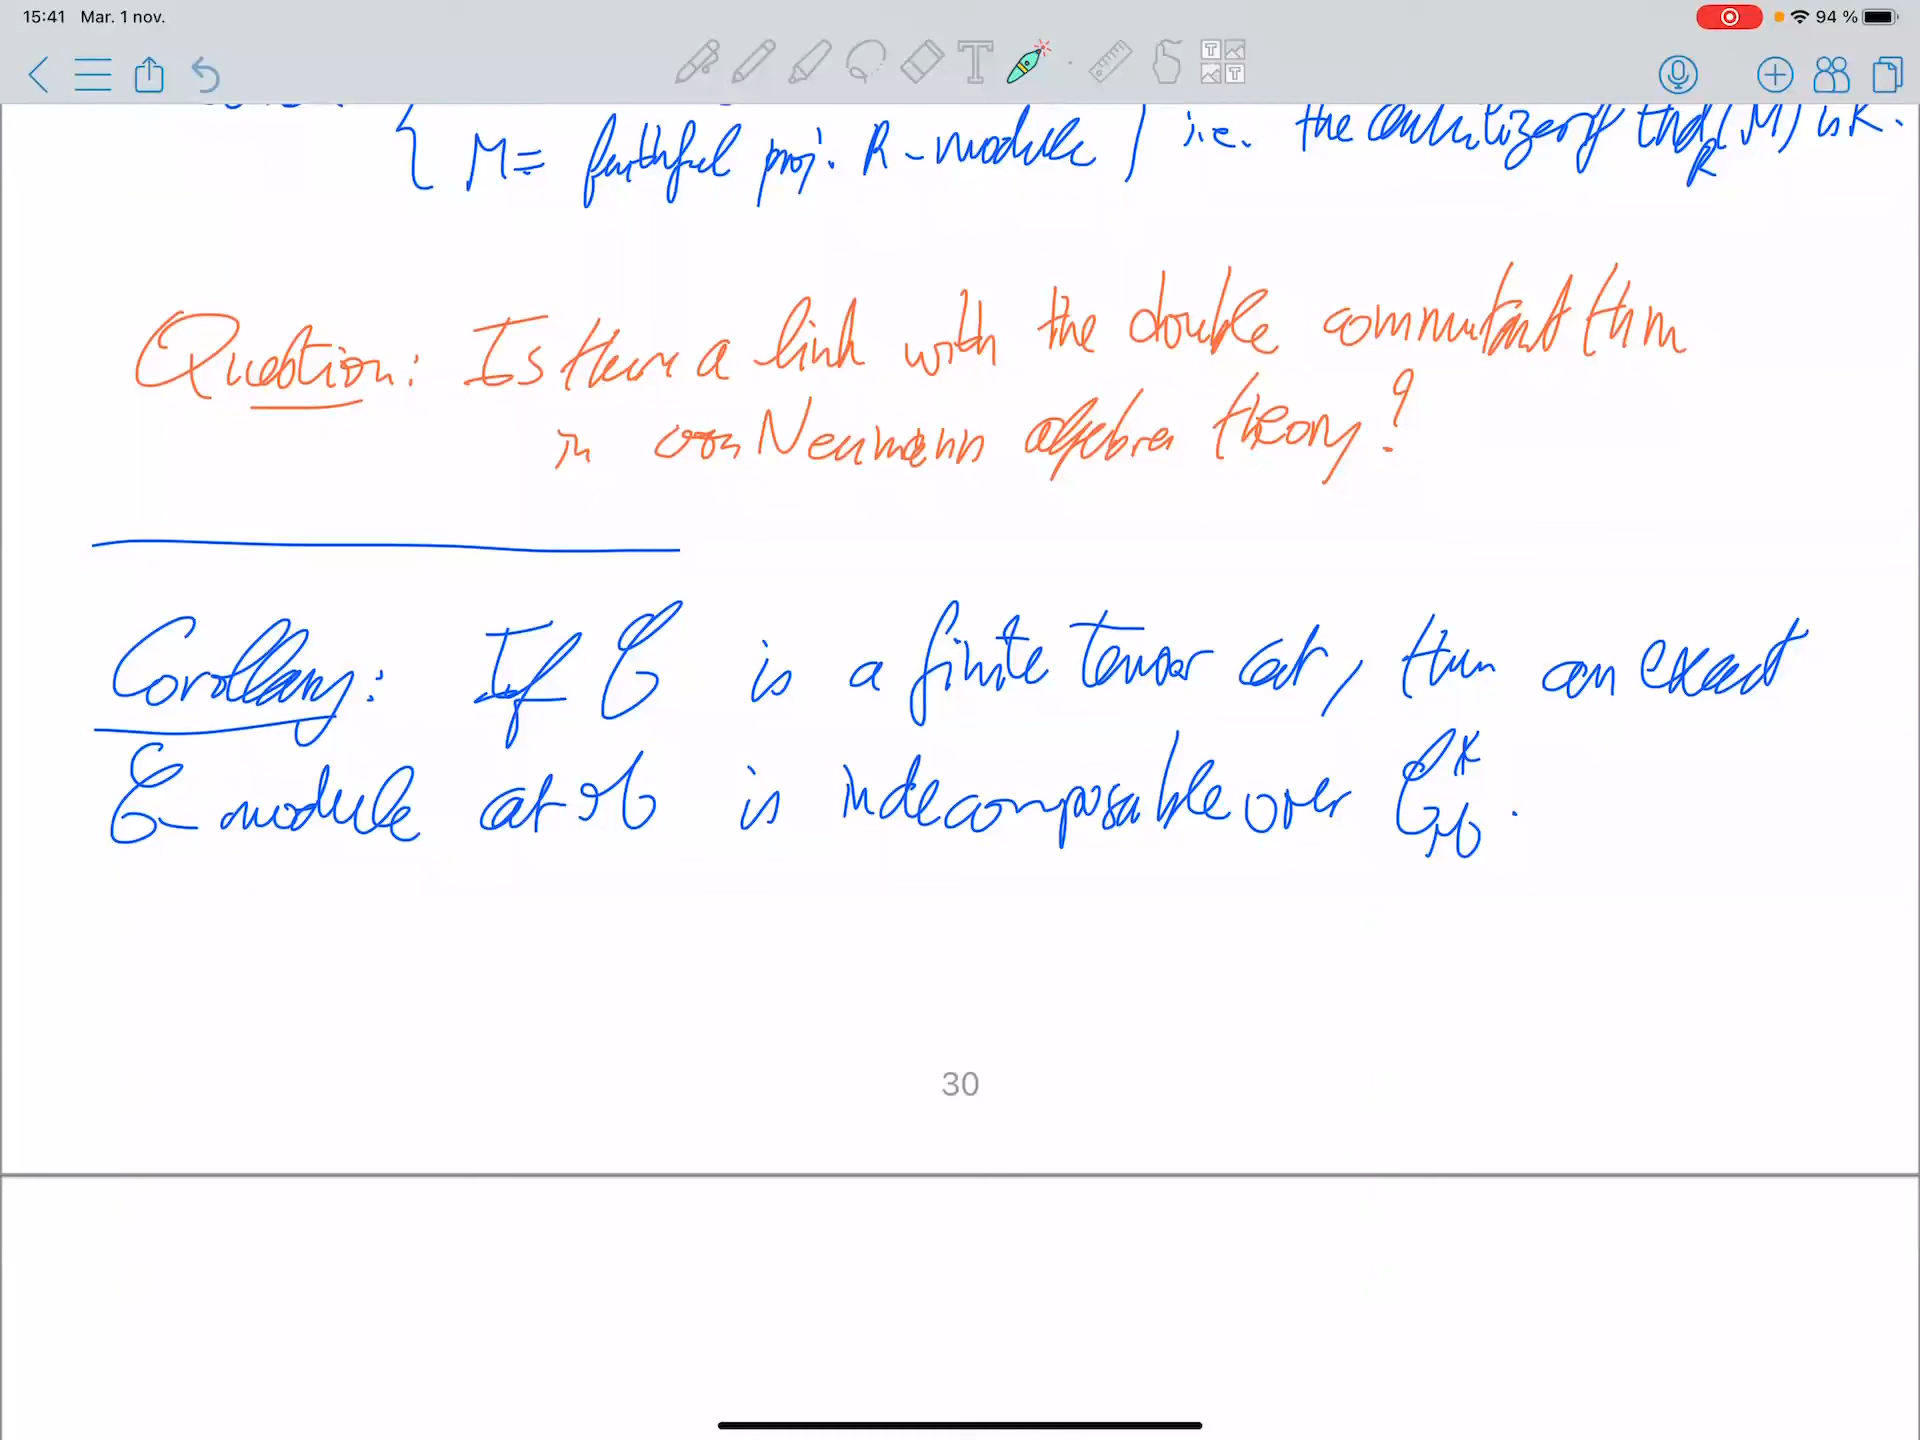 15:41 Mar. 1 nov. 94 %
{ M = faithful proj. R-module ) i.e. the centralizer of End_R(M) is R.
Question: Is there a link with the double commutant thm
in von Neumann algebra theory?
Corollary: If 𝒞 is a finite tensor cat, then an exact
𝒞-module cat ℳ is indecomposable over 𝒞*_ℳ.
30